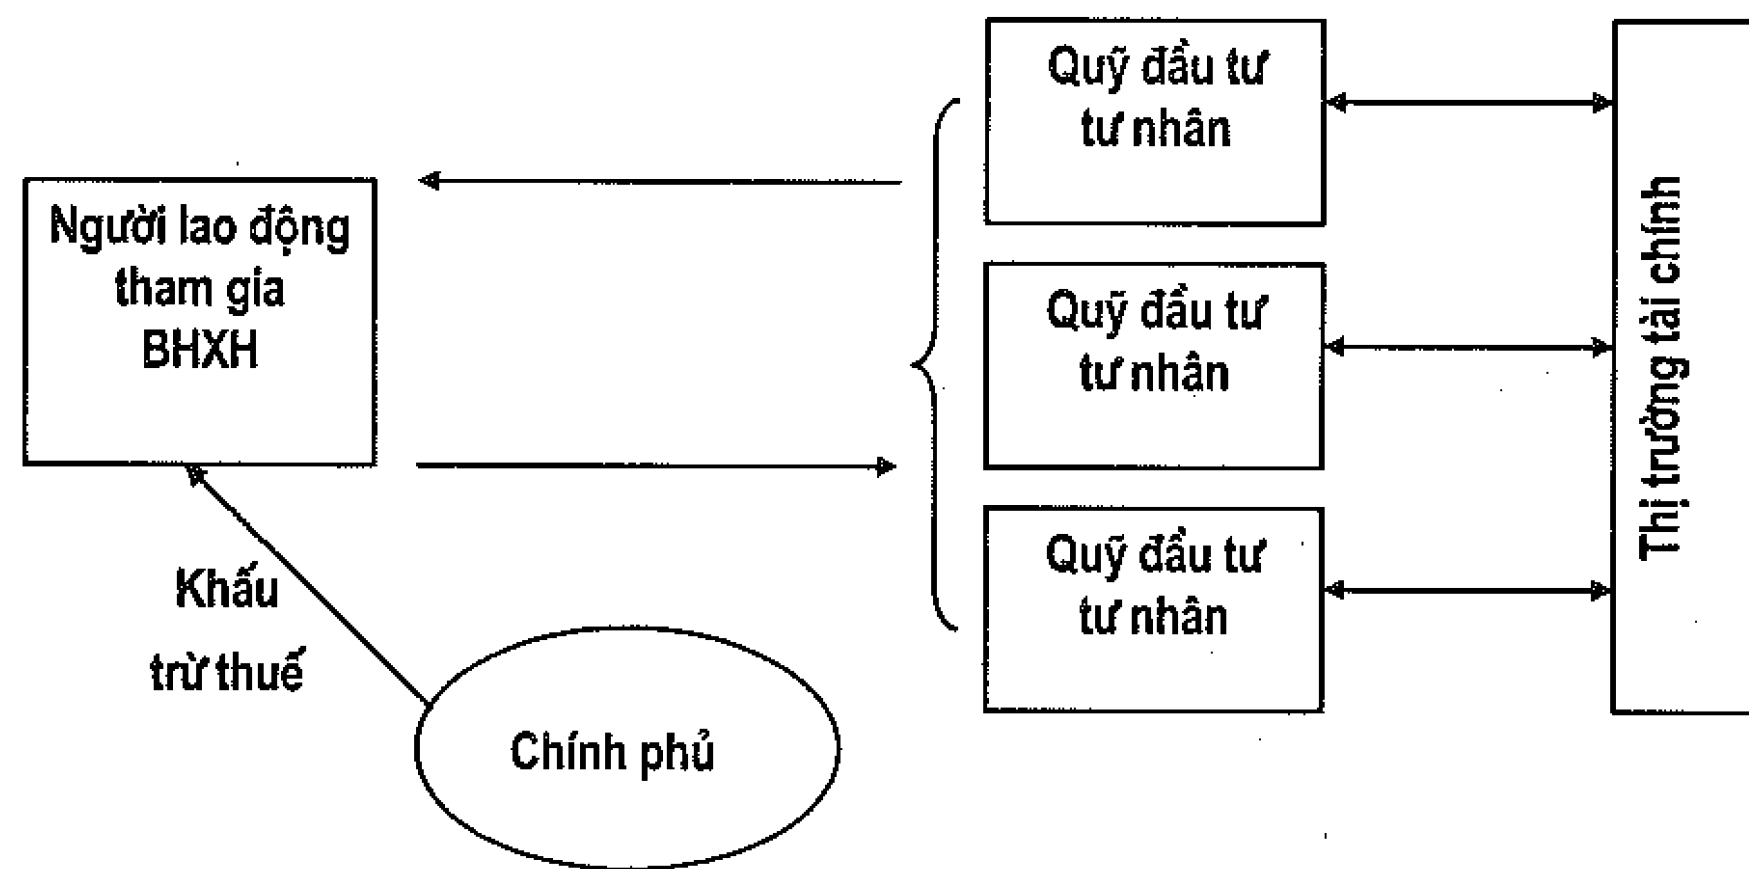 Người lao động
tham gia
BHXH
Quỹ đầu tư
tư nhân
Quỹ đầu tư
tư nhân
Quỹ đầu tư
tư nhân
Thị trường tài chính
Khấu
trừ thuế
Chính phủ